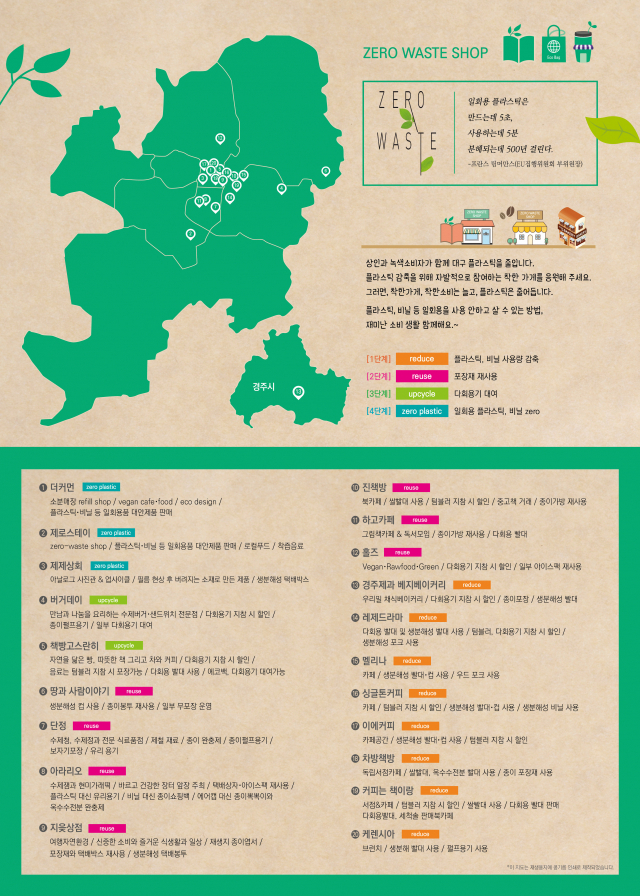 ZERO WASTE SHOP
Eco Bag
ZERO
WASTE
일회용 플라스틱은
만드는데 5초,
사용하는데 5분
분해되는데 500년 걸린다.
-프란스 팀머만스(EU집행위원회 부위원장)
ZERO WASTE SHOP
상인과 녹색소비자가 함께 대구 플라스틱을 줄입니다.
플라스틱 감축을 위해 자발적으로 참여하는 착한 가게를 응원해 주세요.
그러면, 착한가게, 착한소비는 늘고, 플라스틱은 줄어듭니다.
플라스틱, 비닐 등 일회용을 사용 안하고 살 수 있는 방법,
재미난 소비 생활 함께해요.~
경주시
13
[1단계] reduce 플라스틱, 비닐 사용량 감축
[2단계] reuse 포장재 재사용
[3단계] upcycle 다회용기 대여
[4단계] zero plastic 일회용 플라스틱, 비닐 zero
1 더커먼 zero plastic
소분매장 refill shop / vegan cafe·food / eco design /
플라스틱·비닐 등 일회용품 대안제품 판매
2 제로스테이 zero plastic
zero-waste shop / 플라스틱·비닐 등 일회용품 대안제품 판매 / 로컬푸드 / 착즙음료
3 제제상회 zero plastic
아날로그 사진관 & 업사이클 / 필름 현상 후 버려지는 소재로 만든 제품 / 생분해성 택배박스
4 버거데이 upcycle
만남과 나눔을 요리하는 수제버거·샌드위치 전문점 / 다회용기 지참 시 할인 /
종이펄프용기 / 일부 다회용기 대여
5 책방고스란히 upcycle
자연을 닮은 빵, 따뜻한 책 그리고 차와 커피 / 다회용기 지참 시 할인 /
음료는 텀블러 지참 시 포장가능 / 다회용 빨대 사용 / 에코백, 다회용기 대여가능
6 땅과 사람이야기 reuse
생분해성 컵 사용 / 종이봉투 재사용 / 일부 무포장 운영
7 단점 reuse
수제청, 수제점과 전문 식료품점 / 제철 재료 / 종이 완충제 / 종이펄프용기 /
보자기포장 / 유리 용기
8 아라리오 reuse
수제잼과 현미가래떡 / 바르고 건강한 장터 앞장 주최 / 택배상자·아이스팩 재사용 /
플라스틱 대신 유리용기 / 비닐 대신 종이쇼핑백 / 에어캡 대신 종이뽁뽁이와
옥수수전분 완충제
9 지윷상점 reuse
여행자연환경 / 신중한 소비와 즐거운 식생활과 일상 / 재생지 종이엽서 /
포장재와 택배박스 재사용 / 생분해성 택배봉투
10 진책방 reuse
북카페 / 쌀빨대 사용 / 텀블러 지참 시 할인 / 중고책 거래 / 종이가방 재사용
11 하고카페 reuse
그림책카페 & 독서모임 / 종이가방 재사용 / 다회용 빨대
12 홀즈 reuse
Vegan·Rawfood·Green / 다회용기 지참 시 할인 / 일부 아이스팩 재사용
13 경주제과 베지베이커리 reduce
우리밀 채식베이커리 / 다회용기 지참 시 할인 / 종이포장 / 생분해성 빨대
14 레제드라마 reduce
다회용 빨대 및 생분해성 빨대 사용 / 텀블러, 다회용기 지참 시 할인 /
생분해성 포크 사용
15 멜리나 reduce
카페 / 생분해성 빨대·컵 사용 / 우드 포크 사용
16 싱글톤커피 reduce
카페 / 텀블러 지참 시 할인 / 생분해성 빨대·컵 사용 / 생분해성 비닐 사용
17 이에커피 reduce
카페공간 / 생분해성 빨대·컵 사용 / 텀블러 지참 시 할인
18 차방책방 reduce
독립서점카페 / 쌀빨대, 옥수수전분 빨대 사용 / 종이 포장재 사용
19 커피는 책이랑 reduce
서점&카페 / 텀블러 지참 시 할인 / 쌀빨대 사용 / 다회용 빨대 판매
다회용빨대, 세척솔 판매북카페
20 케렌시아 reduce
브런치 / 생분해 빨대 사용 / 펄프용기 사용